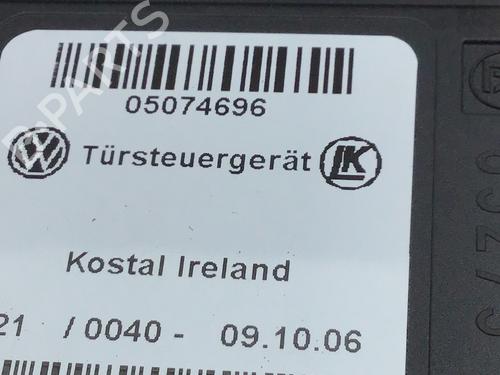 05074696
Türsteuergerät
Kostal Ireland
21 /0040 - 09.10.06